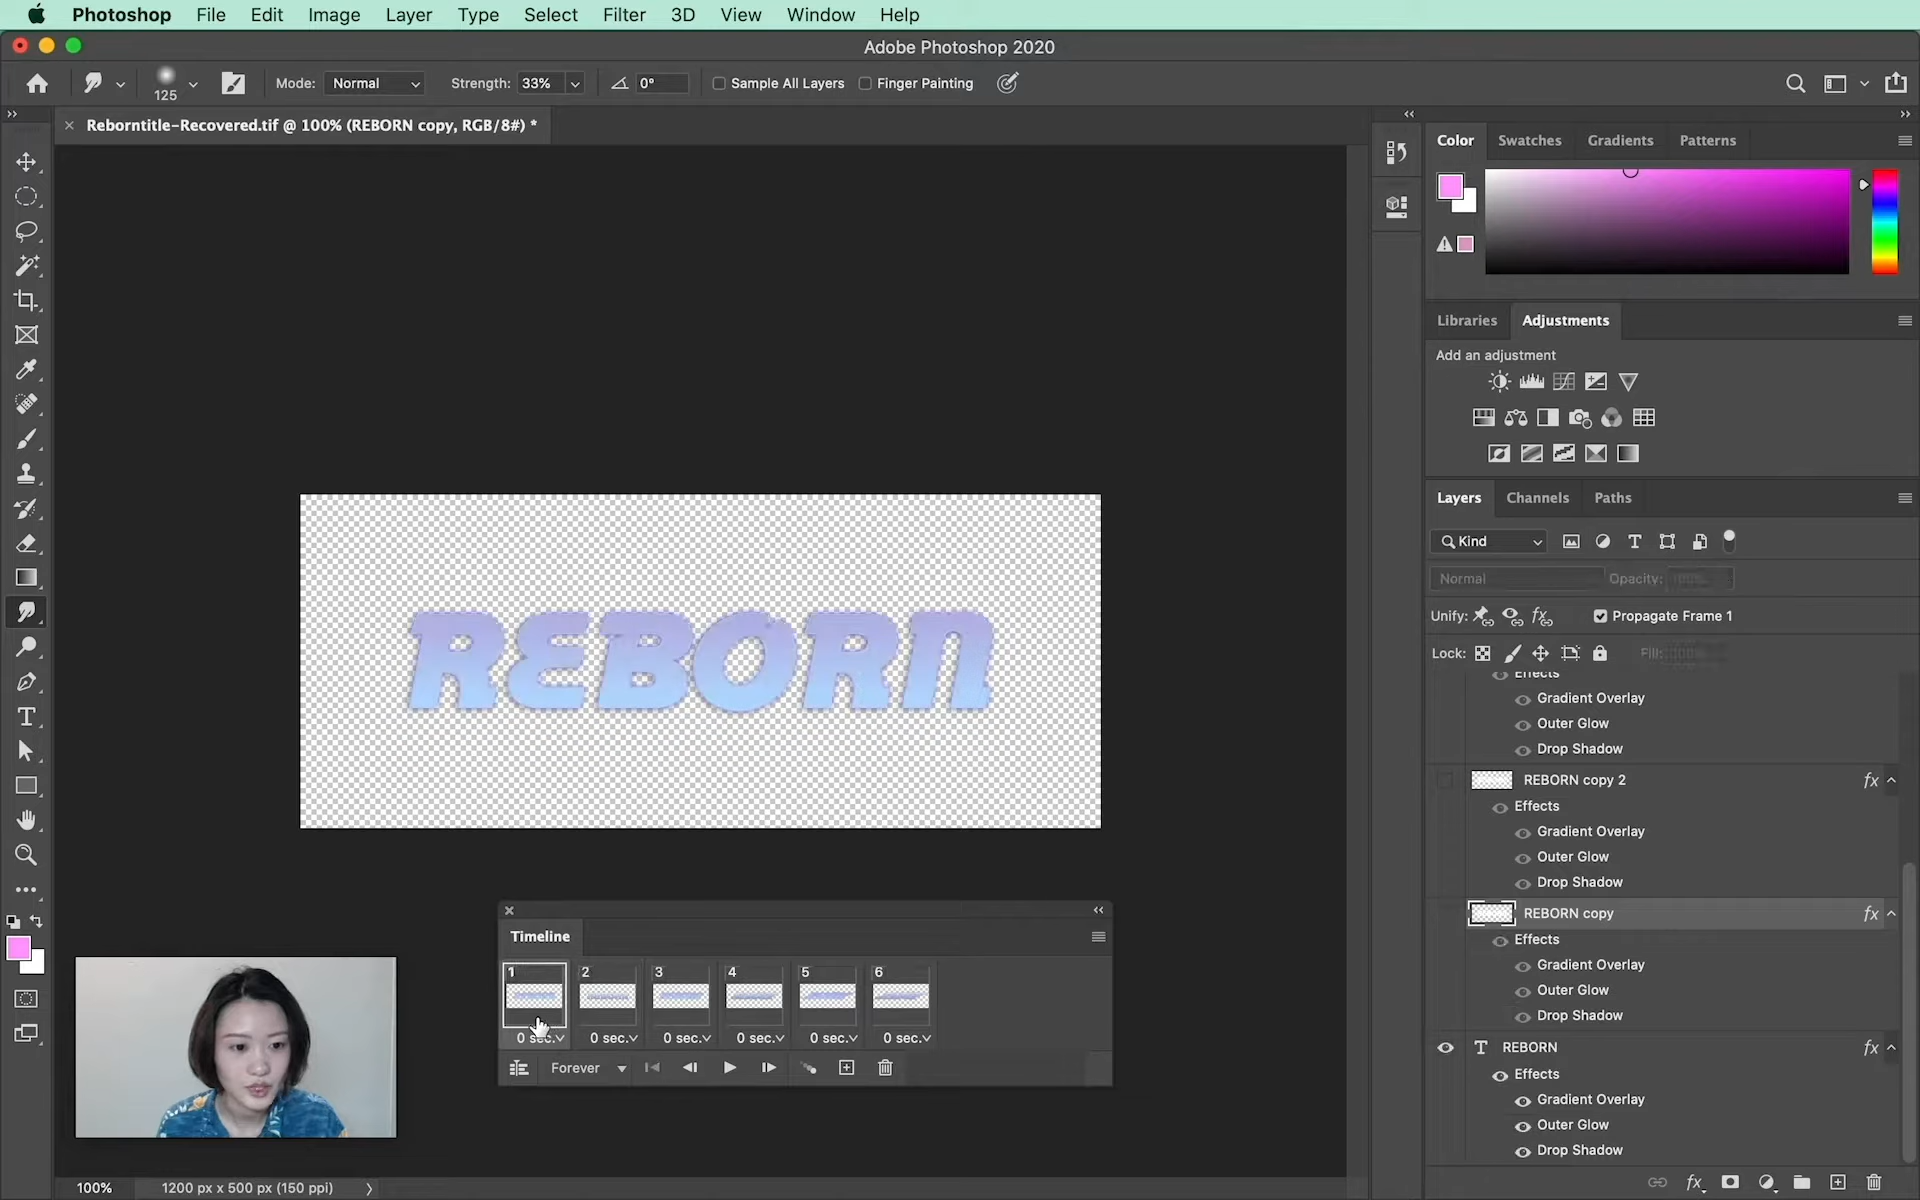 Photoshop File Edit Image Layer Type Select Filter 3D View Window Help
Adobe Photoshop 2020
125 Mode: Normal Strength: 33% 0° Sample All Layers Finger Painting
Reborntitle-Recovered.tif @ 100% (REBORN copy, RGB/8#) *
Color Swatches Gradients Patterns
Libraries Adjustments
Add an adjustment
Layers Channels Paths
Kind
Normal Opacity:
Unify: Propagate Frame 1
Lock: Fill:
Effects
Gradient Overlay
Outer Glow
Drop Shadow
REBORN copy 2 fx
Effects
Gradient Overlay
Outer Glow
Drop Shadow
REBORN copy fx
Effects
Gradient Overlay
Outer Glow
Drop Shadow
REBORN fx
Effects
Gradient Overlay
Outer Glow
Drop Shadow
REBORN
Timeline
1 2 3 4 5 6
0 sec. 0 sec. 0 sec. 0 sec. 0 sec. 0 sec.
Forever
100% 1200 px x 500 px (150 ppi)